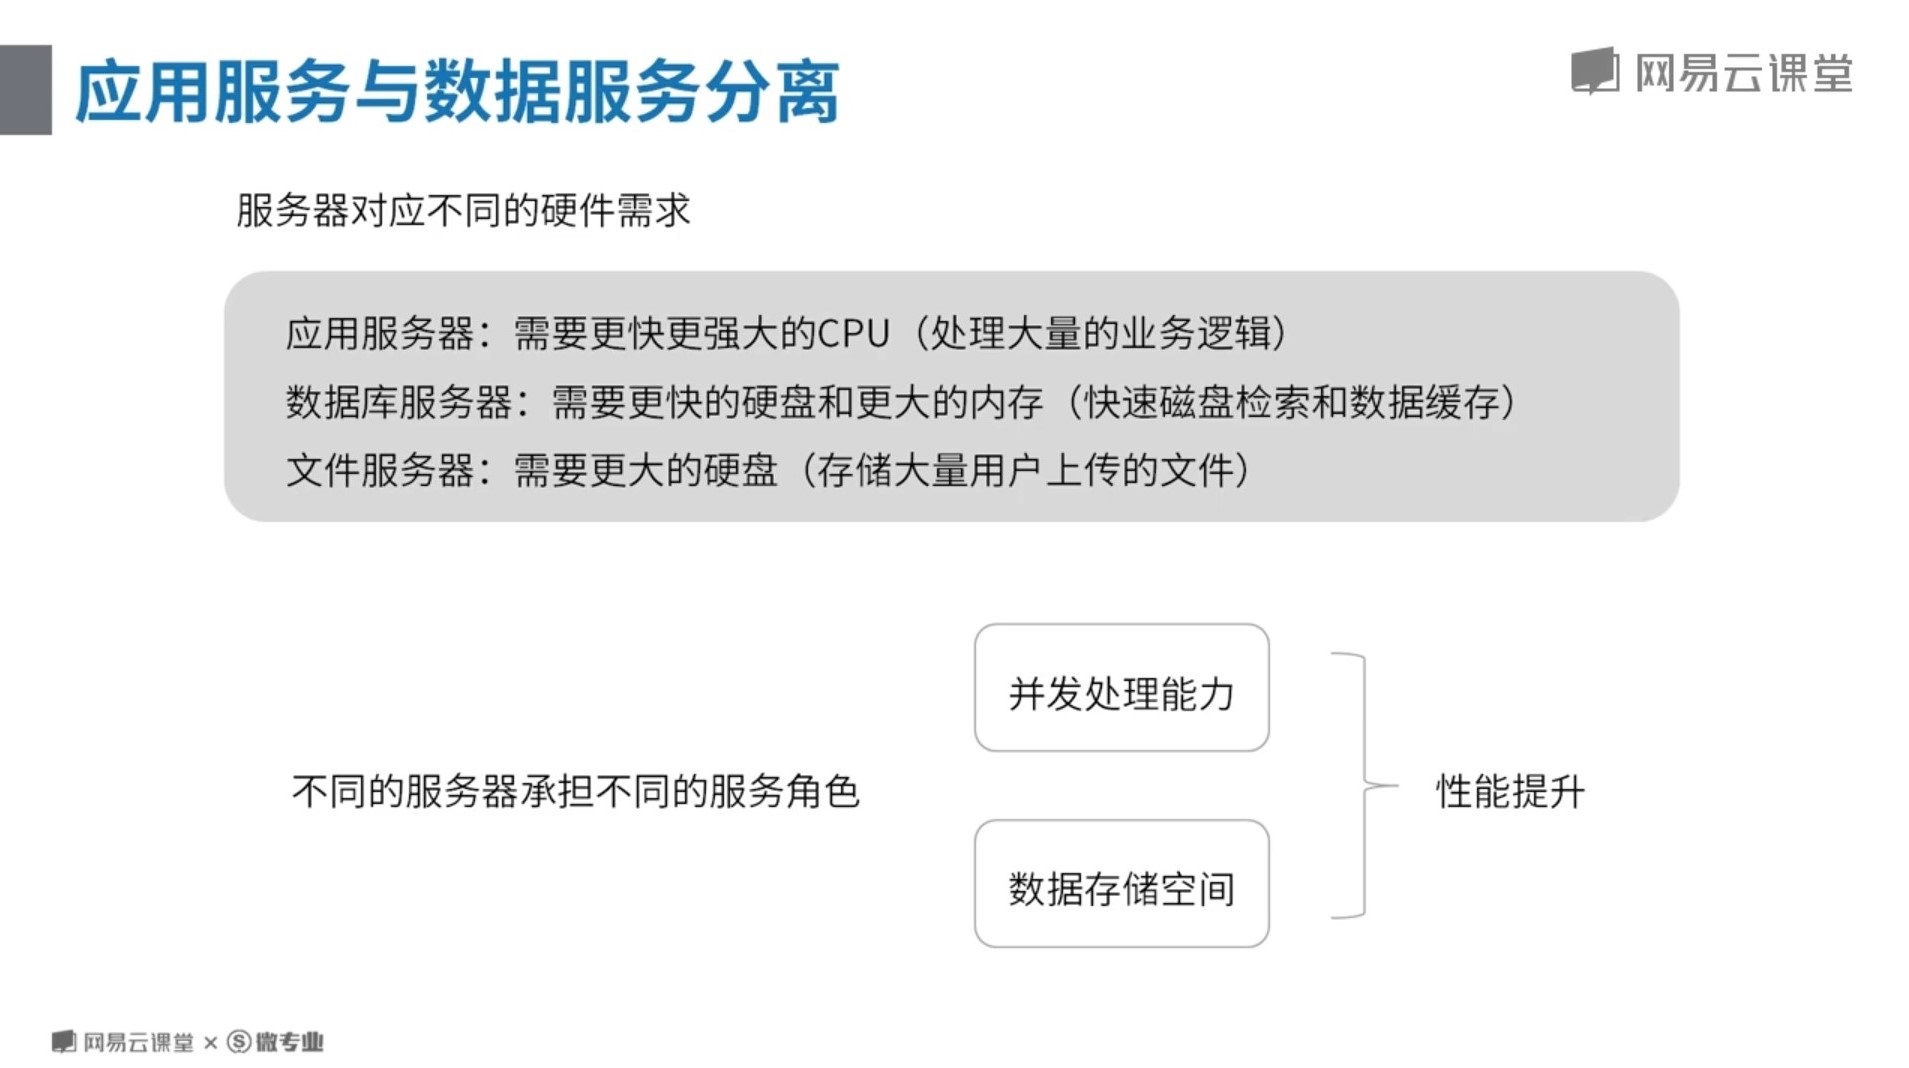 应用服务与数据服务分离
网易云课堂
服务器对应不同的硬件需求
应用服务器：需要更快更强大的CPU（处理大量的业务逻辑）
数据库服务器：需要更快的硬盘和更大的内存（快速磁盘检索和数据缓存）
文件服务器：需要更大的硬盘（存储大量用户上传的文件）
并发处理能力
不同的服务器承担不同的服务角色
性能提升
数据存储空间
网易云课堂 × S 微专业